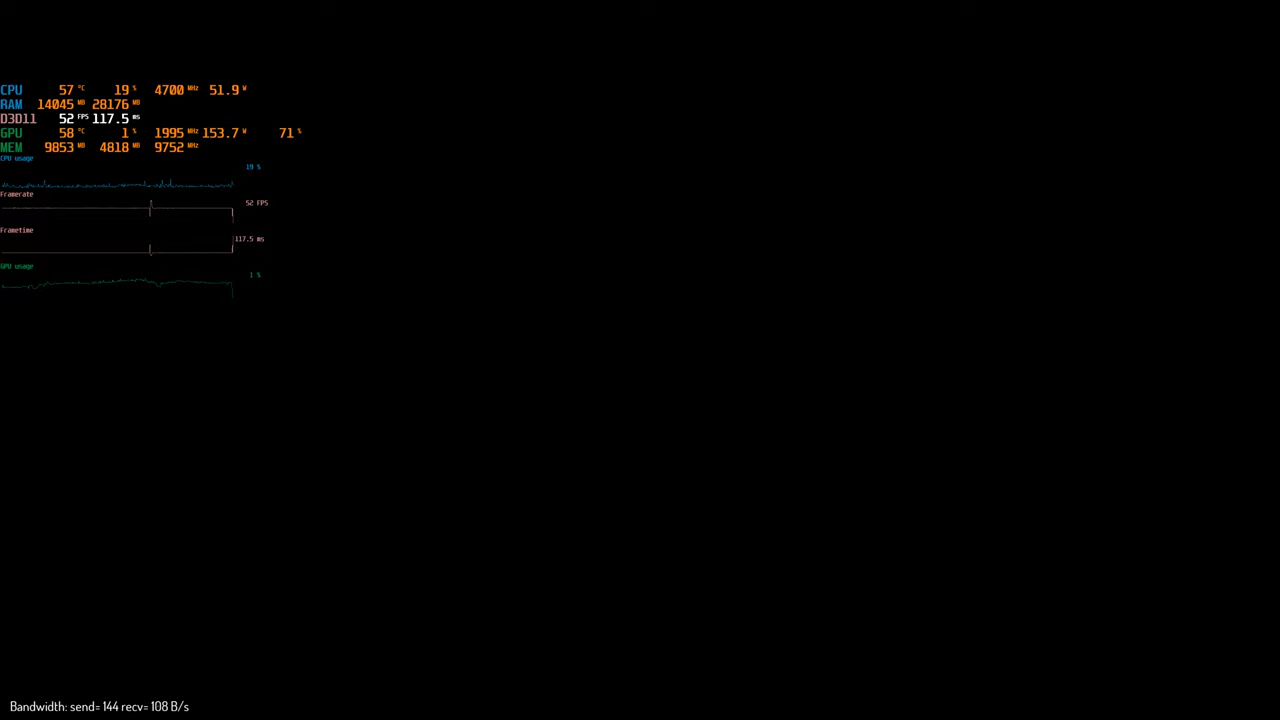 CPU 57 °C 19 % 4700 MHz 51.9 W
RAM 14045 MB 28176 MB
D3D11 52 FPS 117.5 ms
GPU 58 °C 1 % 1995 MHz 153.7 W 71 %
MEM 9853 MB 4818 MB 9752 MHz
CPU usage
19 %
Framerate
52 FPS
Frametime
117.5 ms
GPU usage
1 %
Bandwidth: send= 144 recv= 108 B/s